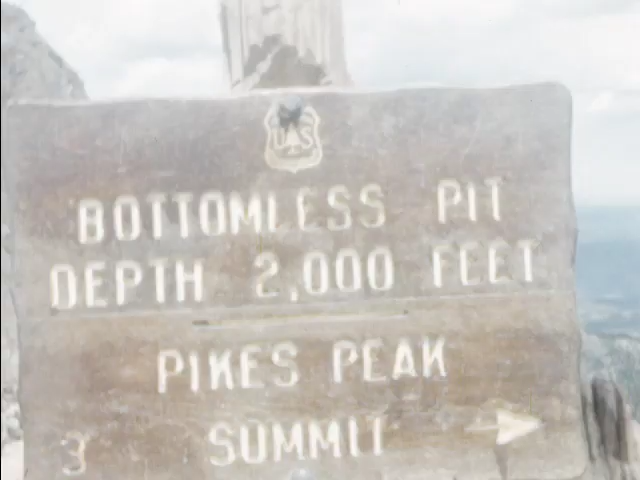 US
BOTTOMLESS PIT
DEPTH 2,000 FEET
PIKES PEAK
3 SUMMIT